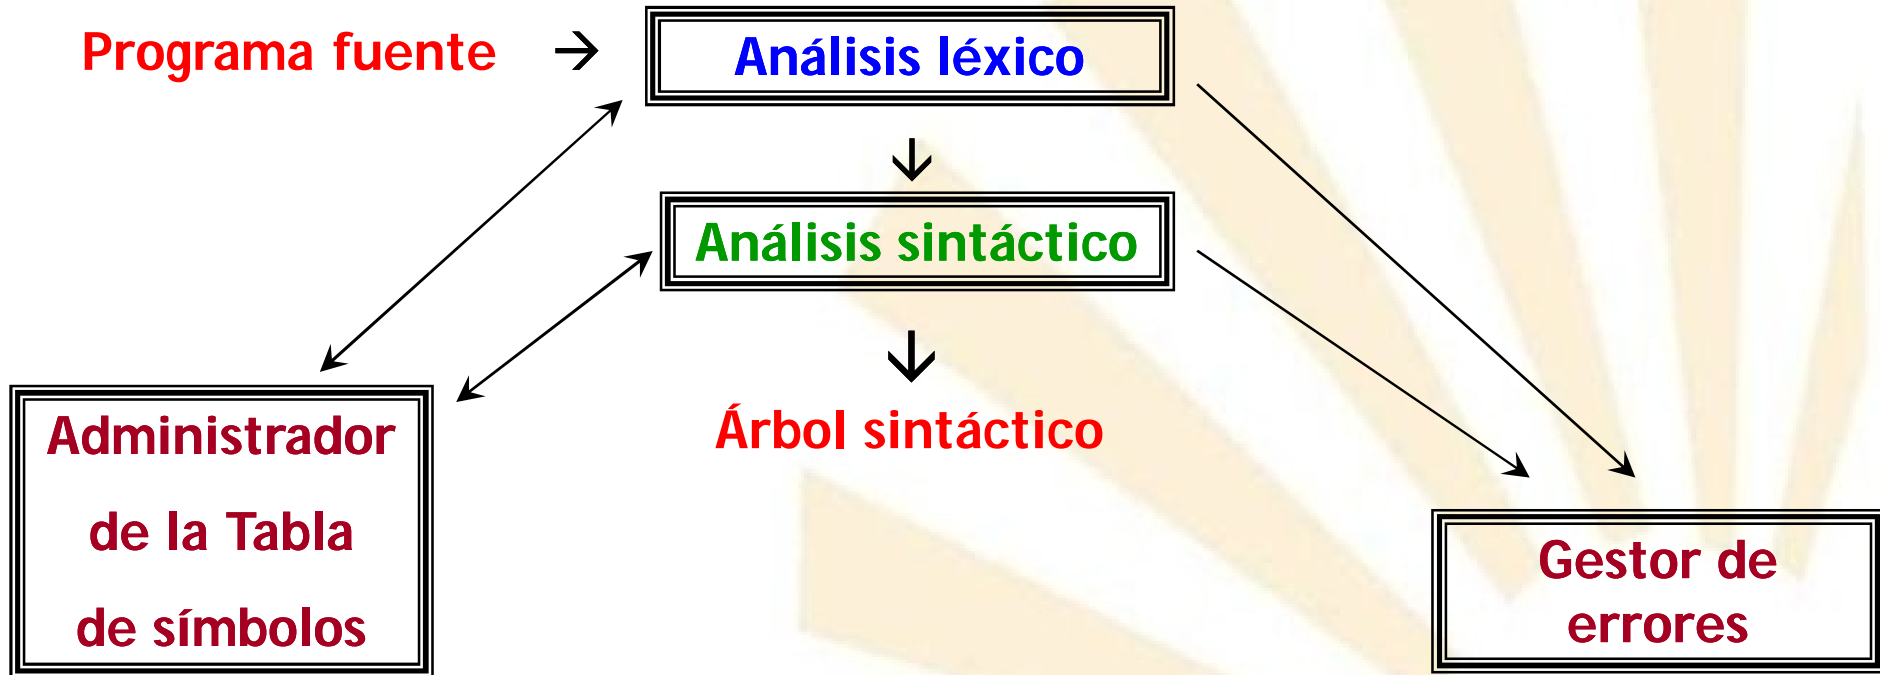 Programa fuente → Análisis léxico
Análisis sintáctico
Árbol sintáctico
Administrador
de la Tabla
de símbolos
Gestor de
errores